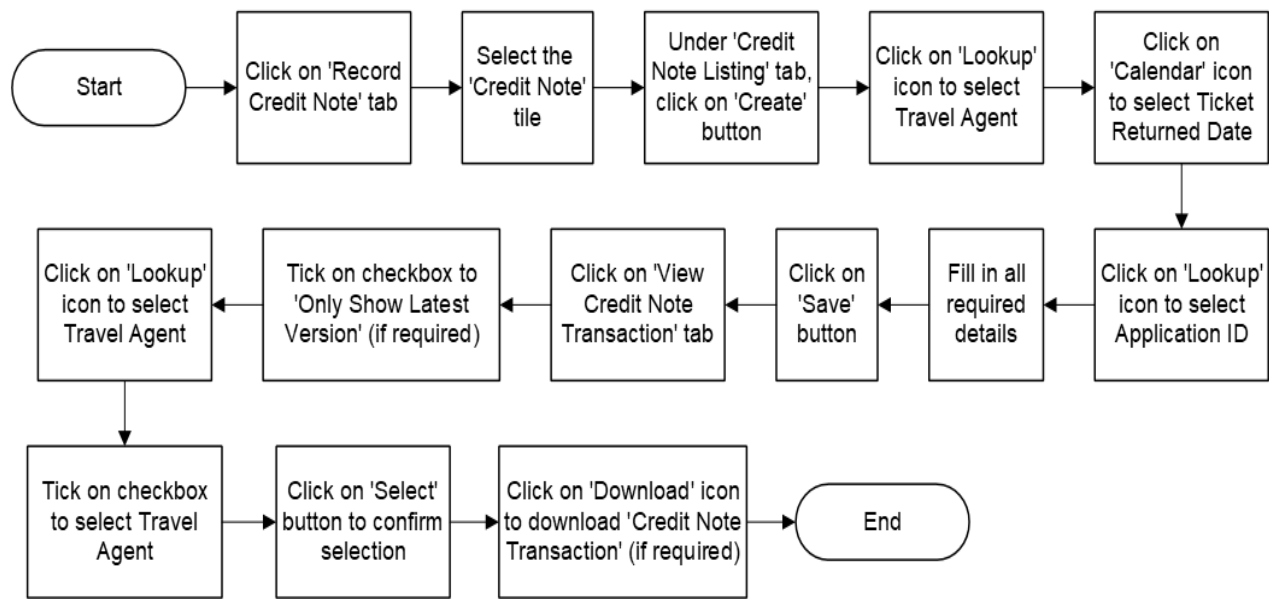 Start
Click on 'Record
Credit Note' tab
Select the
'Credit Note'
tile
Under 'Credit
Note Listing' tab,
click on 'Create'
button
Click on 'Lookup'
icon to select
Travel Agent
Click on
'Calendar' icon
to select Ticket
Returned Date
Click on 'Lookup'
icon to select
Application ID
Fill in all
required
details
Click on
'Save'
button
Click on 'View
Credit Note
Transaction' tab
Tick on checkbox to
'Only Show Latest
Version' (if required)
Click on 'Lookup'
icon to select
Travel Agent
Tick on checkbox
to select Travel
Agent
Click on 'Select'
button to confirm
selection
Click on 'Download' icon
to download 'Credit Note
Transaction' (if required)
End